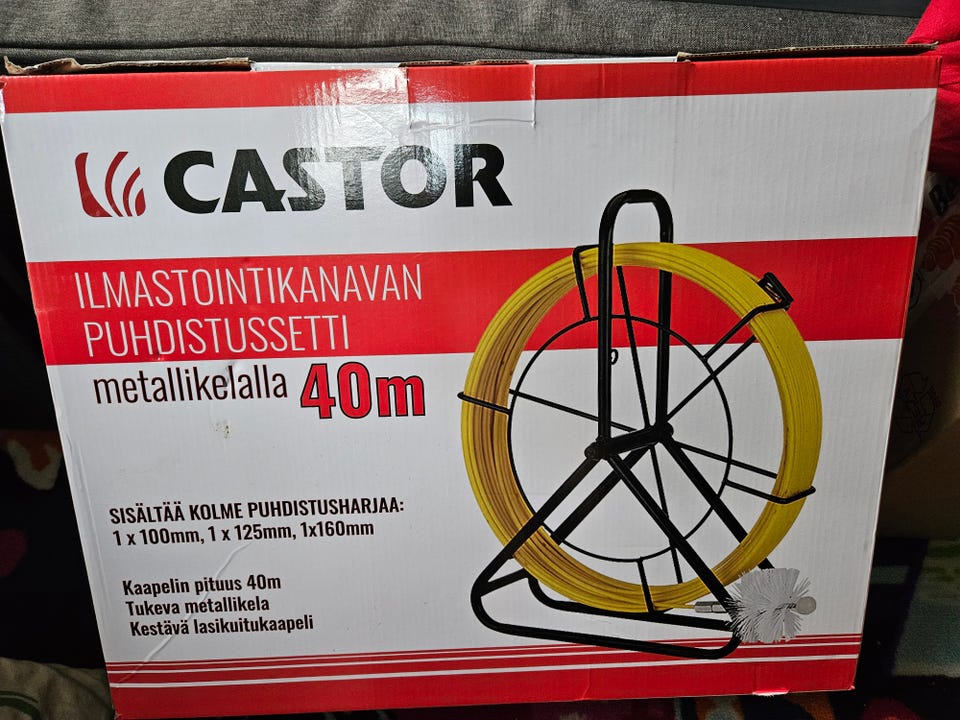 CASTOR
ILMASTOINTIKANAVAN
PUHDISTUSSETTI
metallikelalla 40m
SISÄLTÄÄ KOLME PUHDISTUSHARJAA:
1 x 100mm, 1 x 125mm, 1x160mm
Kaapelin pituus 40m
Tukeva metallikela
Kestävä lasikuitukaapeli